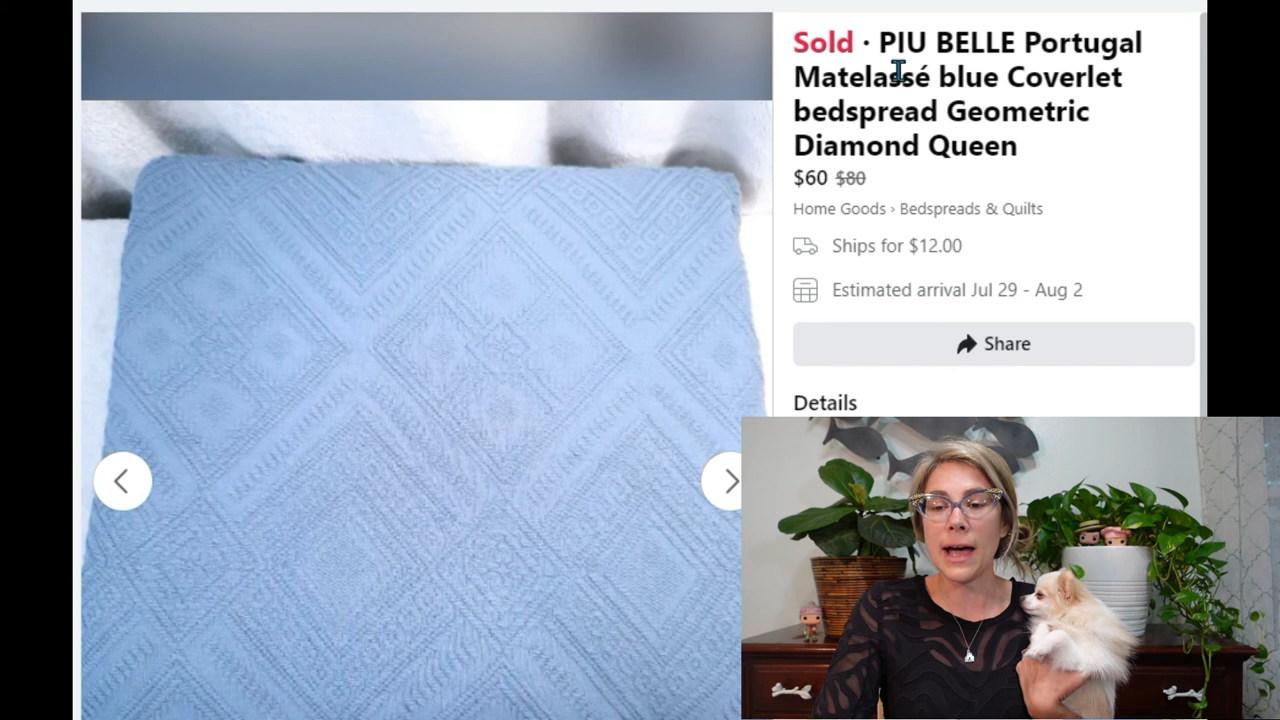 Sold · PIU BELLE Portugal
Matelassé blue Coverlet
bedspread Geometric
Diamond Queen
$60 $80
Home Goods › Bedspreads & Quilts
Ships for $12.00
Estimated arrival Jul 29 - Aug 2
Share
Details